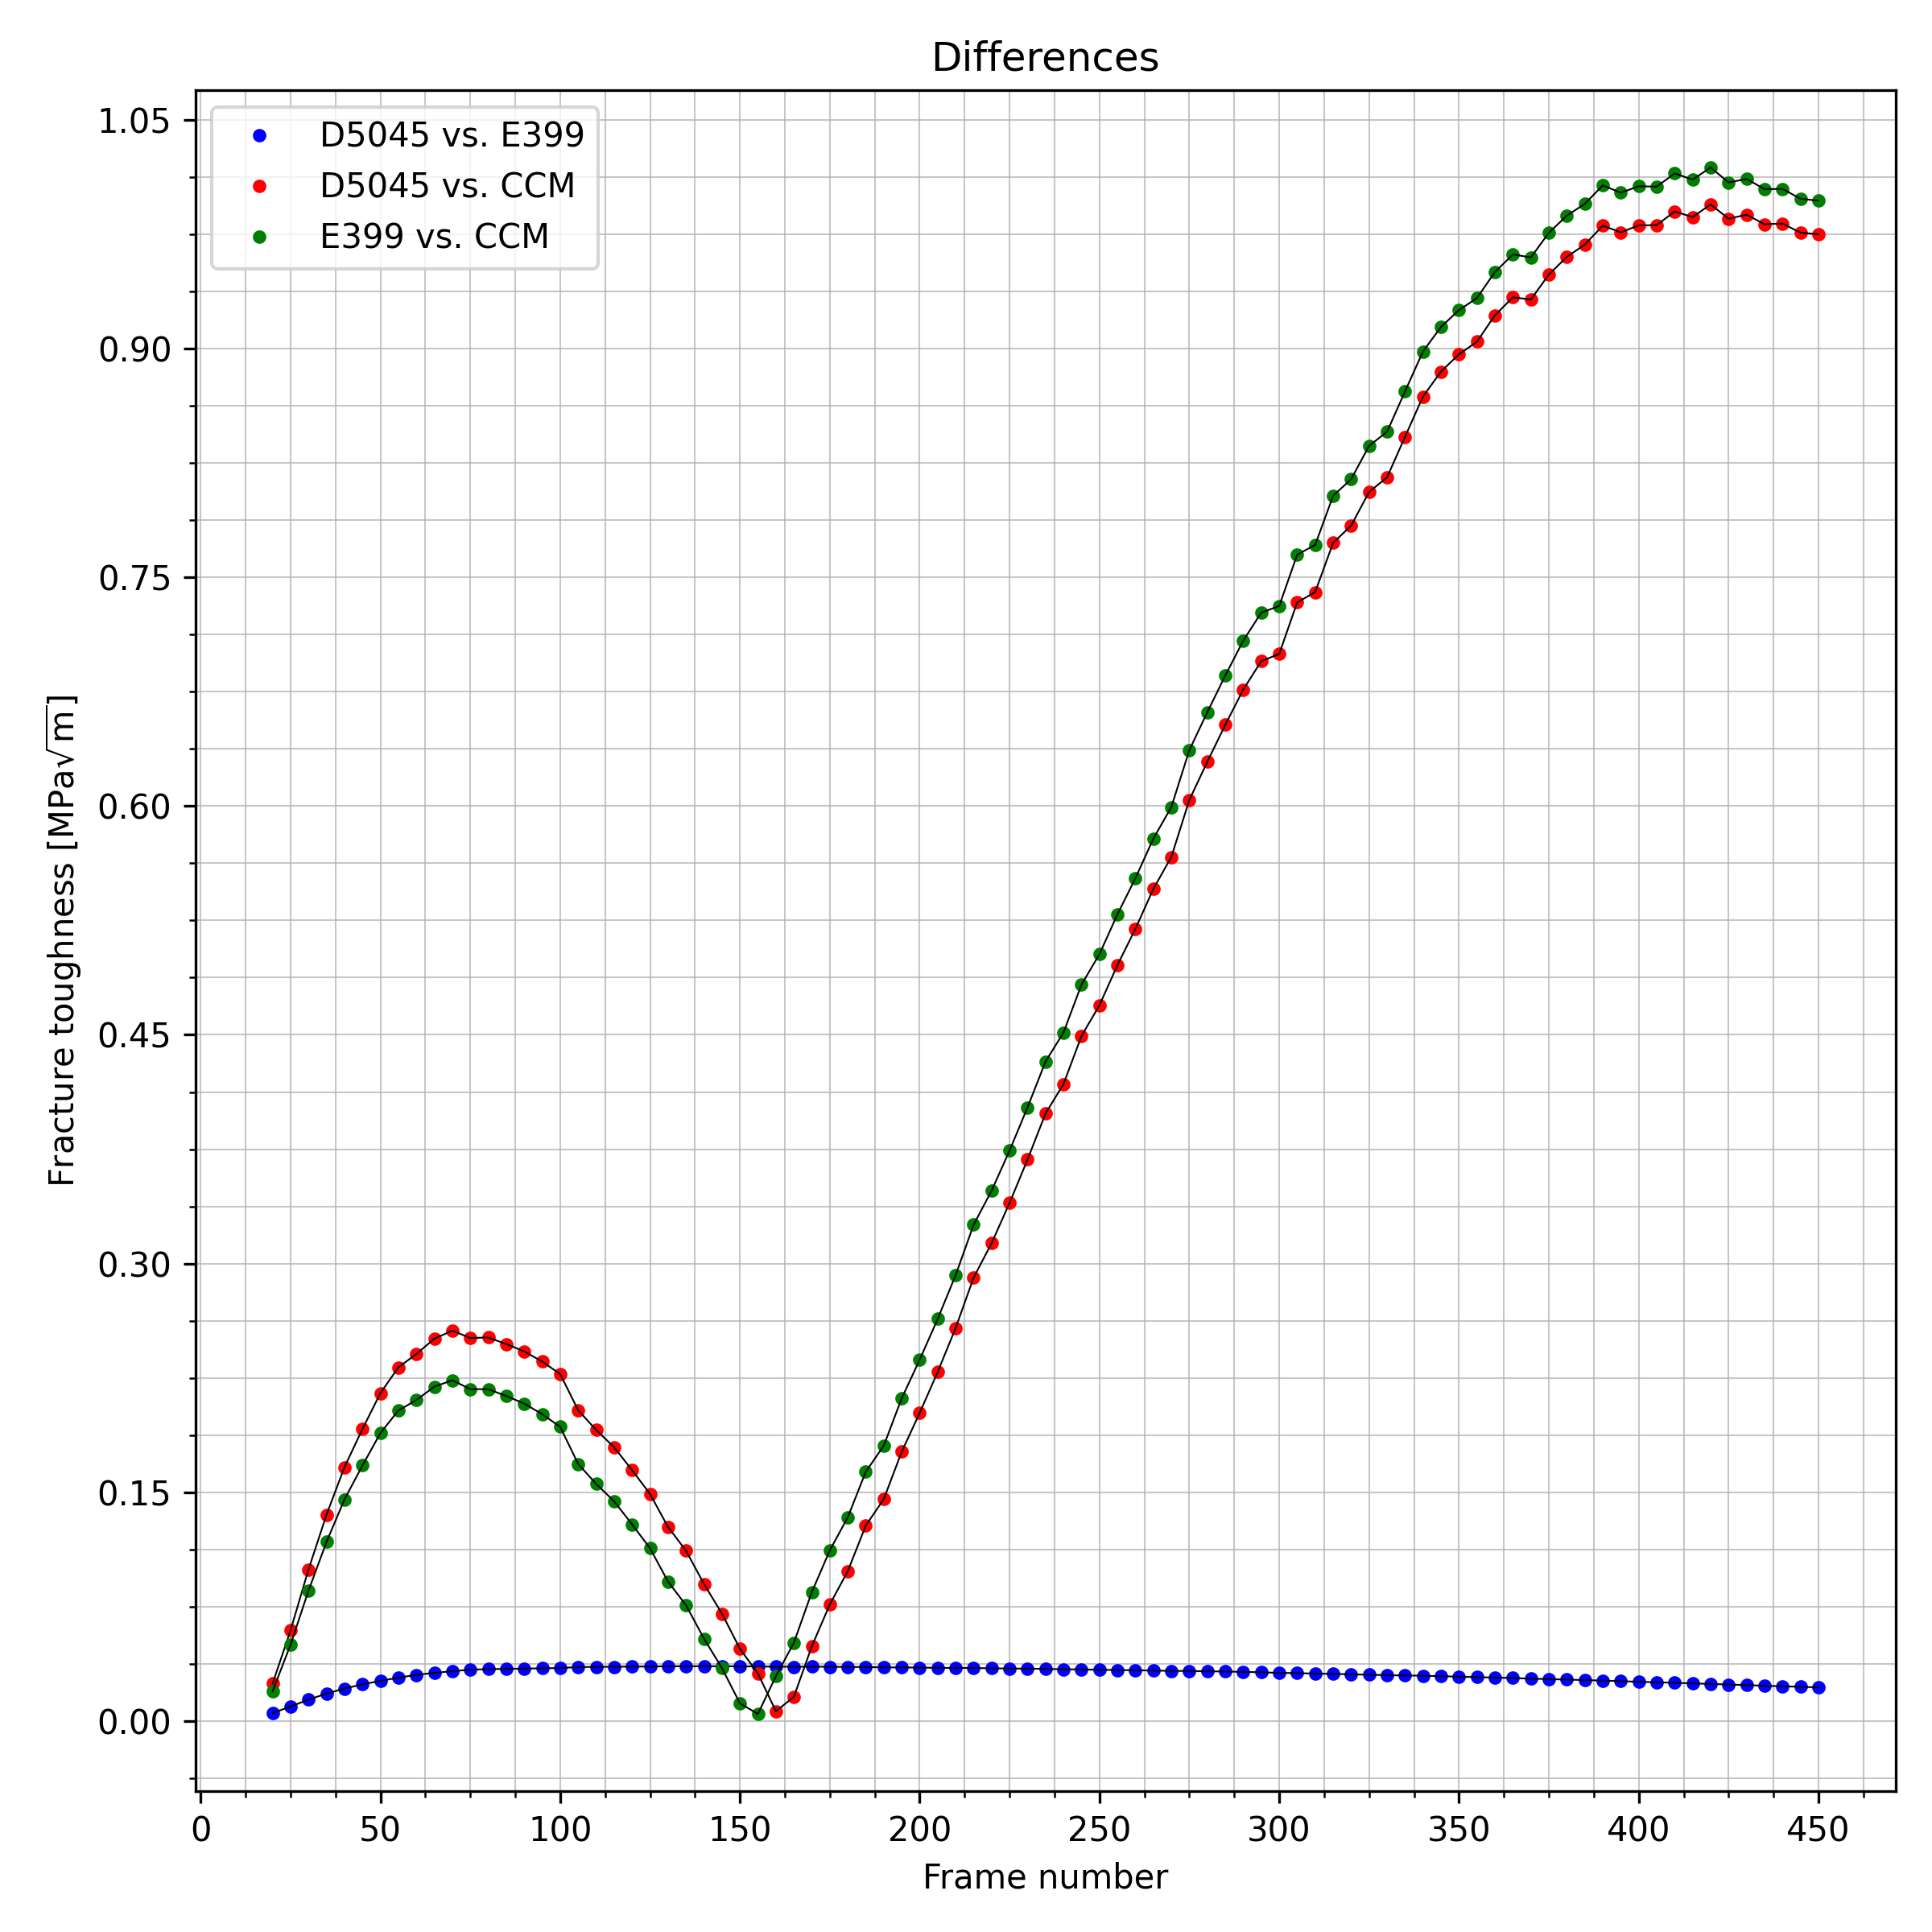 Differences
D5045 vs. E399
D5045 vs. CCM
E399 vs. CCM
1.05
0.90
0.75
0.60
0.45
0.30
0.15
0.00
Fracture toughness [MPa√m]
0 50 100 150 200 250 300 350 400 450
Frame number